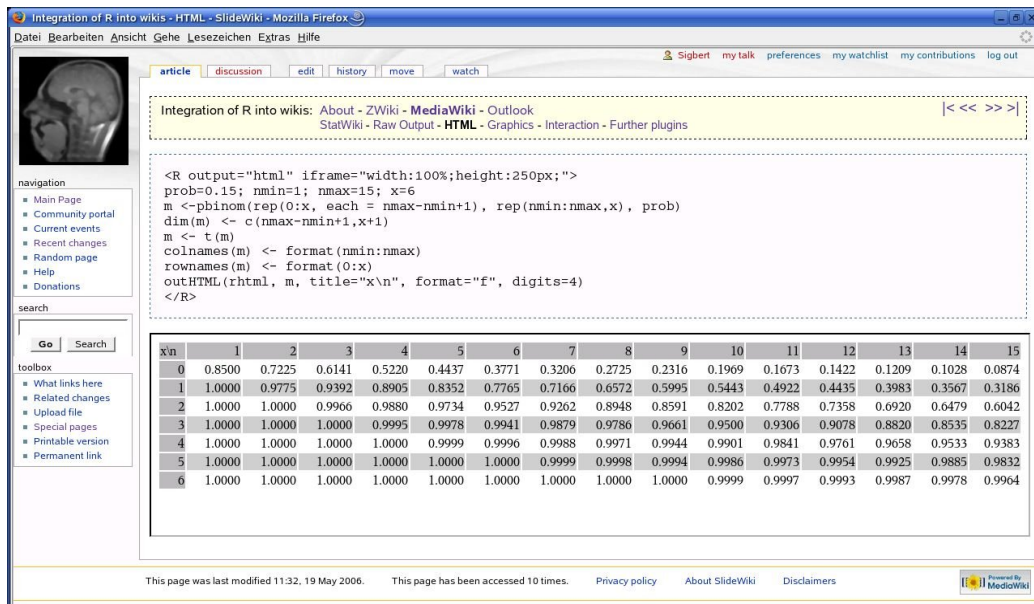 Integration of R into wikis - HTML - SlideWiki - Mozilla Firefox
Datei Bearbeiten Ansicht Gehe Lesezeichen Extras Hilfe
Sigbert my talk preferences my watchlist my contributions log out
article discussion edit history move watch
Integration of R into wikis: About - ZWiki - MediaWiki - Outlook |< << >> >|
StatWiki - Raw Output - HTML - Graphics - Interaction - Further plugins
<R output="html" iframe="width:100%;height:250px;">
prob=0.15; nmin=1; nmax=15; x=6
m <-pbinom(rep(0:x, each = nmax-nmin+1), rep(nmin:nmax,x), prob)
dim(m) <- c(nmax-nmin+1,x+1)
m <- t(m)
colnames(m) <- format(nmin:nmax)
rownames(m) <- format(0:x)
outHTML(rhtml, m, title="x\n", format="f", digits=4)
</R>
navigation
Main Page
Community portal
Current events
Recent changes
Random page
Help
Donations
search
Go Search
toolbox
What links here
Related changes
Upload file
Special pages
Printable version
Permanent link
x\n 1 2 3 4 5 6 7 8 9 10 11 12 13 14 15
0 0.8500 0.7225 0.6141 0.5220 0.4437 0.3771 0.3206 0.2725 0.2316 0.1969 0.1673 0.1422 0.1209 0.1028 0.0874
1 1.0000 0.9775 0.9392 0.8905 0.8352 0.7765 0.7166 0.6572 0.5995 0.5443 0.4922 0.4435 0.3983 0.3567 0.3186
2 1.0000 1.0000 0.9966 0.9880 0.9734 0.9527 0.9262 0.8948 0.8591 0.8202 0.7788 0.7358 0.6920 0.6479 0.6042
3 1.0000 1.0000 1.0000 0.9995 0.9978 0.9941 0.9879 0.9786 0.9661 0.9500 0.9306 0.9078 0.8820 0.8535 0.8227
4 1.0000 1.0000 1.0000 1.0000 0.9999 0.9996 0.9988 0.9971 0.9944 0.9901 0.9841 0.9761 0.9658 0.9533 0.9383
5 1.0000 1.0000 1.0000 1.0000 1.0000 1.0000 0.9999 0.9998 0.9994 0.9986 0.9973 0.9954 0.9925 0.9885 0.9832
6 1.0000 1.0000 1.0000 1.0000 1.0000 1.0000 1.0000 1.0000 1.0000 0.9999 0.9997 0.9993 0.9987 0.9978 0.9964
This page was last modified 11:32, 19 May 2006. This page has been accessed 10 times. Privacy policy About SlideWiki Disclaimers
Powered By
MediaWiki